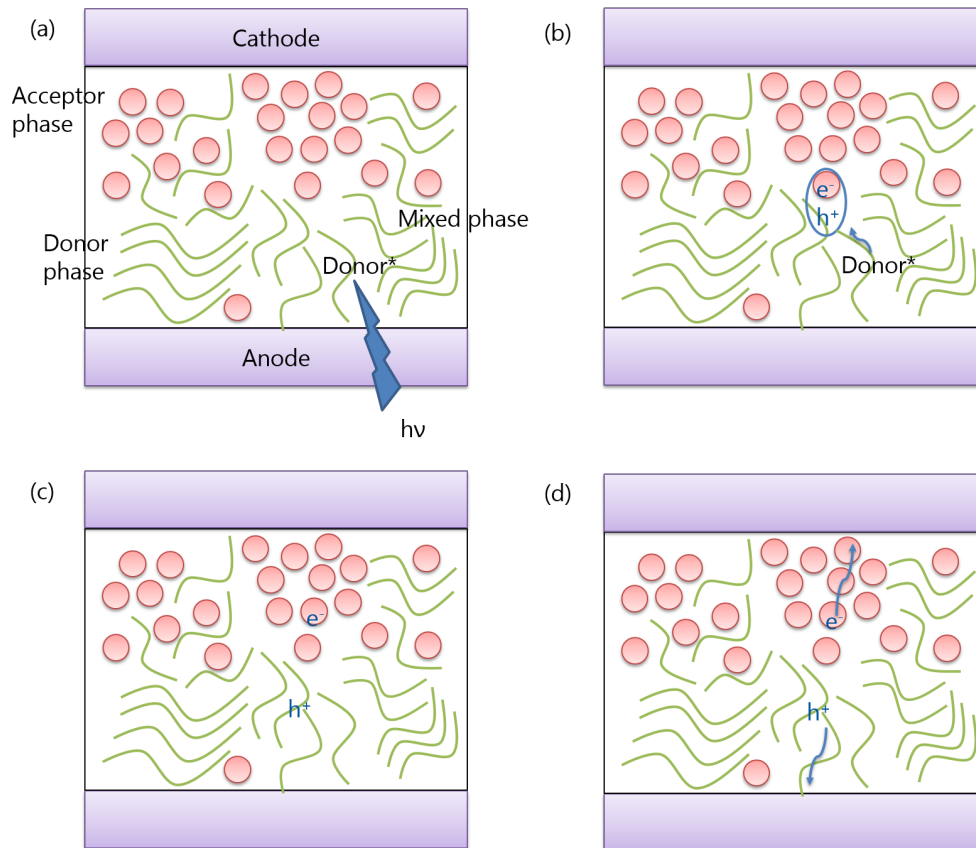 (a)
Cathode
Acceptor
phase
Mixed phase
Donor
phase
Donor*
Anode
hν
(b)
e⁻
h⁺
Donor*
(c)
e⁻
h⁺
(d)
e⁻
h⁺